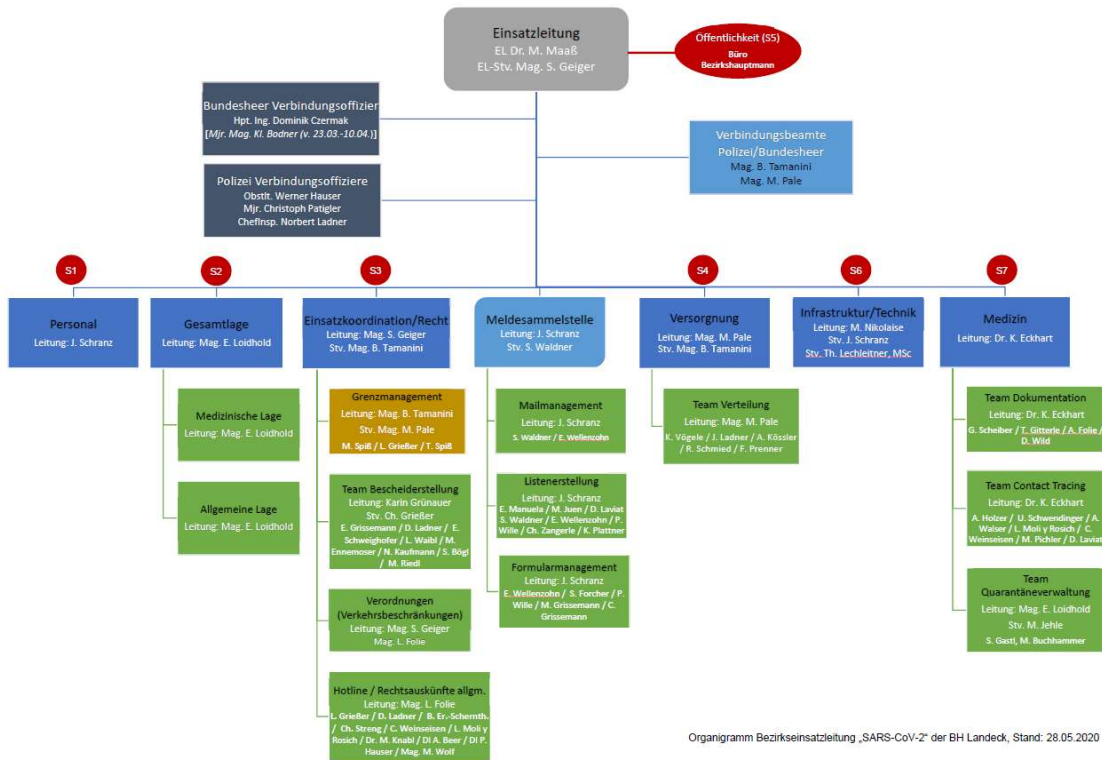 Einsatzleitung
EL Dr. M. Maaß
EL-Stv. Mag. S. Geiger
Öffentlichkeit (S5)
Büro
Bezirkshauptmann
Bundesheer Verbindungsoffizier
Hpt. Ing. Dominik Czermak
[Mjr. Mag. Kl. Bodner (v. 23.03.-10.04.)]
Verbindungsbeamte
Polizei/Bundesheer
Mag. B. Tamanini
Mag. M. Pale
Polizei Verbindungsoffiziere
Obstlt. Werner Hauser
Mjr. Christoph Patigler
ChefInsp. Norbert Ladner
S1
S2
S3
S4
S6
S7
Personal
Leitung: J. Schranz
Gesamtlage
Leitung: Mag. E. Loidhold
Einsatzkoordination/Recht
Leitung: Mag. S. Geiger
Stv. Mag. B. Tamanini
Meldesammelstelle
Leitung: J. Schranz
Stv. S. Waldner
Versorgnung
Leitung: Mag. M. Pale
Stv. Mag. B. Tamanini
Infrastruktur/Technik
Leitung: M. Nikolaise
Stv. J. Schranz
Stv. Th. Lechleitner, MSc
Medizin
Leitung: Dr. K. Eckhart
Medizinische Lage
Leitung: Mag. E. Loidhold
Allgemeine Lage
Leitung: Mag. E. Loidhold
Grenzmanagement
Leitung: Mag. B. Tamanini
Stv. Mag. M. Pale
M. Spiß / L. Grießer / T. Spiß
Team Bescheiderstellung
Leitung: Karin Grünauer
Stv. Ch. Grießer
E. Grissemann / D. Ladner / E.
Schweighofer / L. Waibl / M.
Ennemoser / N. Kaufmann / S. Bögl
/ M. Riedl
Verordnungen
(Verkehrsbeschränkungen)
Leitung: Mag. S. Geiger
Mag. L. Folie
Hotline / Rechtsauskünfte allgm.
Leitung: Mag. L. Folie
L. Grießer / D. Ladner / B. Er.-Schernth.
/ Ch. Streng / C. Weinseisen / L. Moli y
Rosich / Dr. M. Knabl / DI A. Beer / DI P.
Hauser / Mag. M. Wolf
Mailmanagement
Leitung: J. Schranz
S. Waldner / E. Wellenzohn
Listenerstellung
Leitung: J. Schranz
E. Manuela / M. Juen / D. Laviat
S. Waldner / E. Wellenzohn / P.
Wille / Ch. Zangerle / K. Plattner
Formularmanagement
Leitung: J. Schranz
E. Wellenzohn / S. Forcher / P.
Wille / M. Grissemann / C.
Grissemann
Team Verteilung
Leitung: Mag. M. Pale
K. Vögele / J. Ladner / A. Kössler
/ R. Schmied / F. Prenner
Team Dokumentation
Leitung: Dr. K. Eckhart
G. Scheiber / T. Gitterle / A. Folie /
D. Wild
Team Contact Tracing
Leitung: Dr. K. Eckhart
A. Holzer / U. Schwendinger / A.
Walser / L. Moli y Rosich / C.
Weinseisen / M. Pichler / D. Laviat
Team
Quarantäneverwaltung
Leitung: Mag. E. Loidhold
Stv. M. Jehle
S. Gastl, M. Buchhammer
Organigramm Bezirkseinsatzleitung „SARS-CoV-2“ der BH Landeck, Stand: 28.05.2020